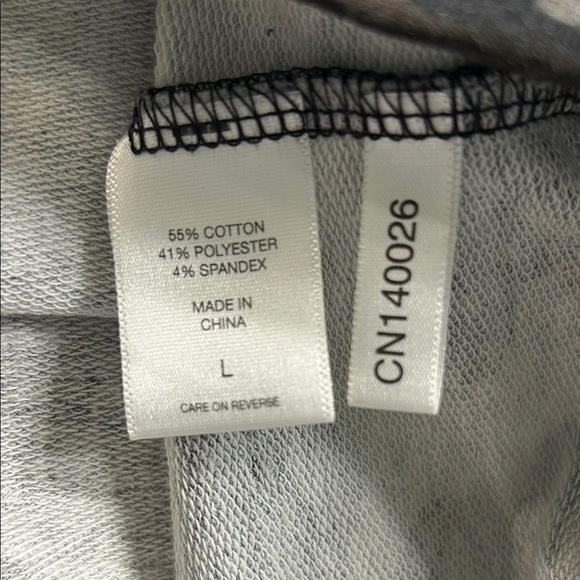 55% COTTON
41% POLYESTER
4% SPANDEX
MADE IN
CHINA
L
CARE ON REVERSE
CN140026